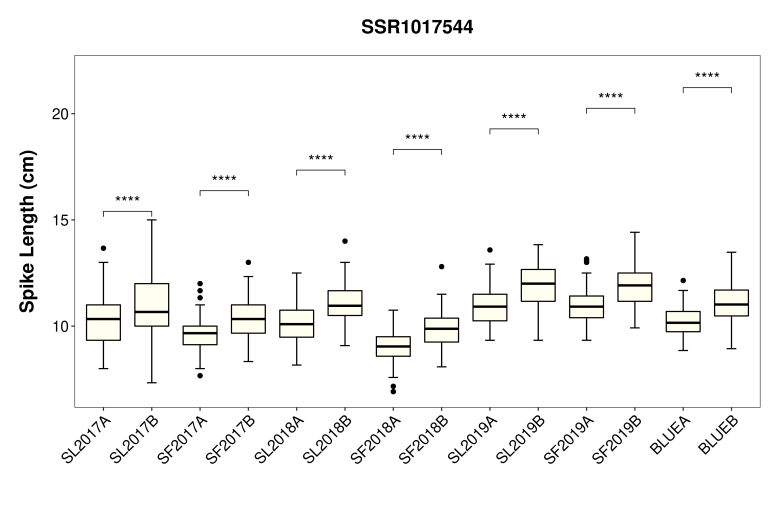 SSR1017544
Spike Length (cm)
20
15
10
****
****
****
****
****
****
****
SL2017A
SL2017B
SF2017A
SF2017B
SL2018A
SL2018B
SF2018A
SF2018B
SL2019A
SL2019B
SF2019A
SF2019B
BLUEA
BLUEB